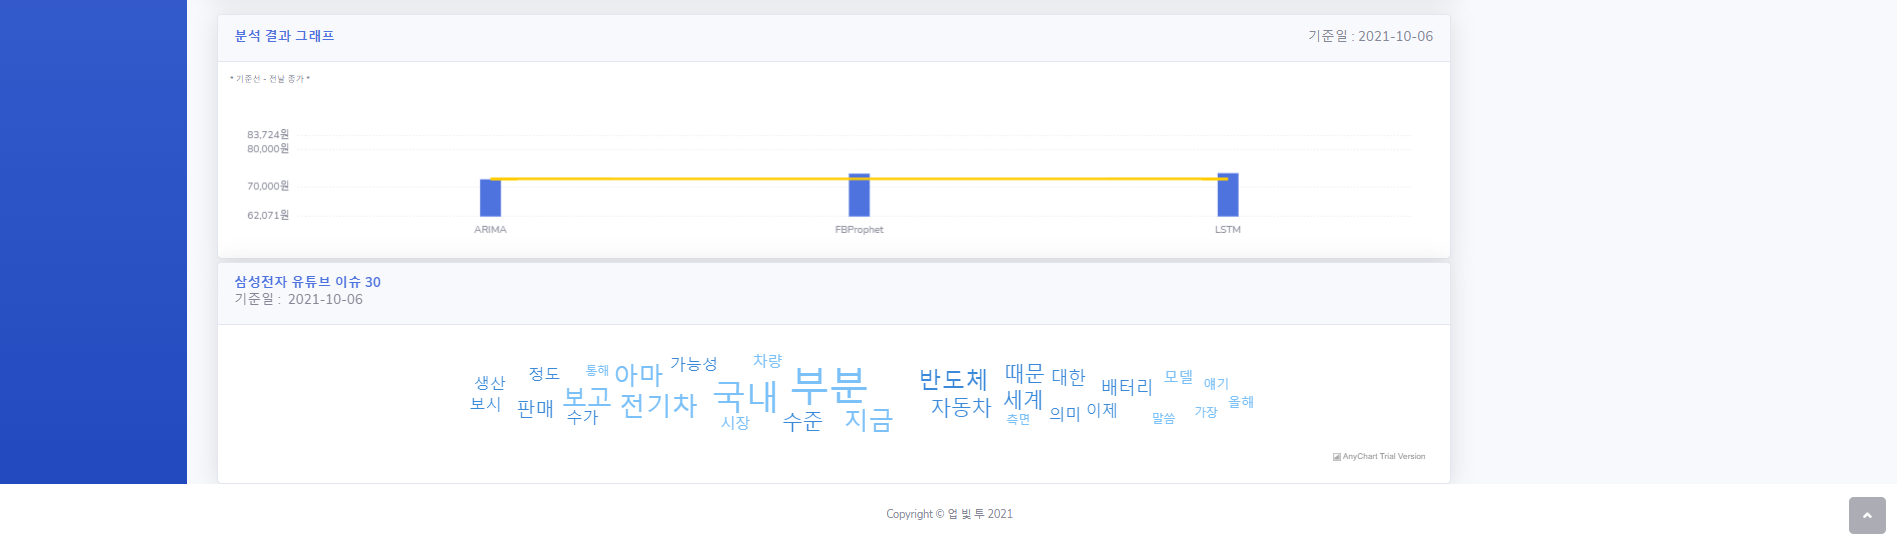 분석 결과 그래프
기준일 : 2021-10-06
* 기준선 - 전날 종가 *
83,724원
80,000원
70,000원
62,071원
ARIMA FBProphet LSTM
삼성전자 유튜브 이슈 30
기준일 : 2021-10-06
생산 정도 통해 아마 가능성 차량 반도체 때문 대한 배터리 모델 얘기
보시 판매 보고 수가 전기차 국내 부분 시장 수준 지금 자동차 세계 측면 의미 이제 말씀 가장 올해
AnyChart Trial Version
Copyright © 업 빛 투 2021